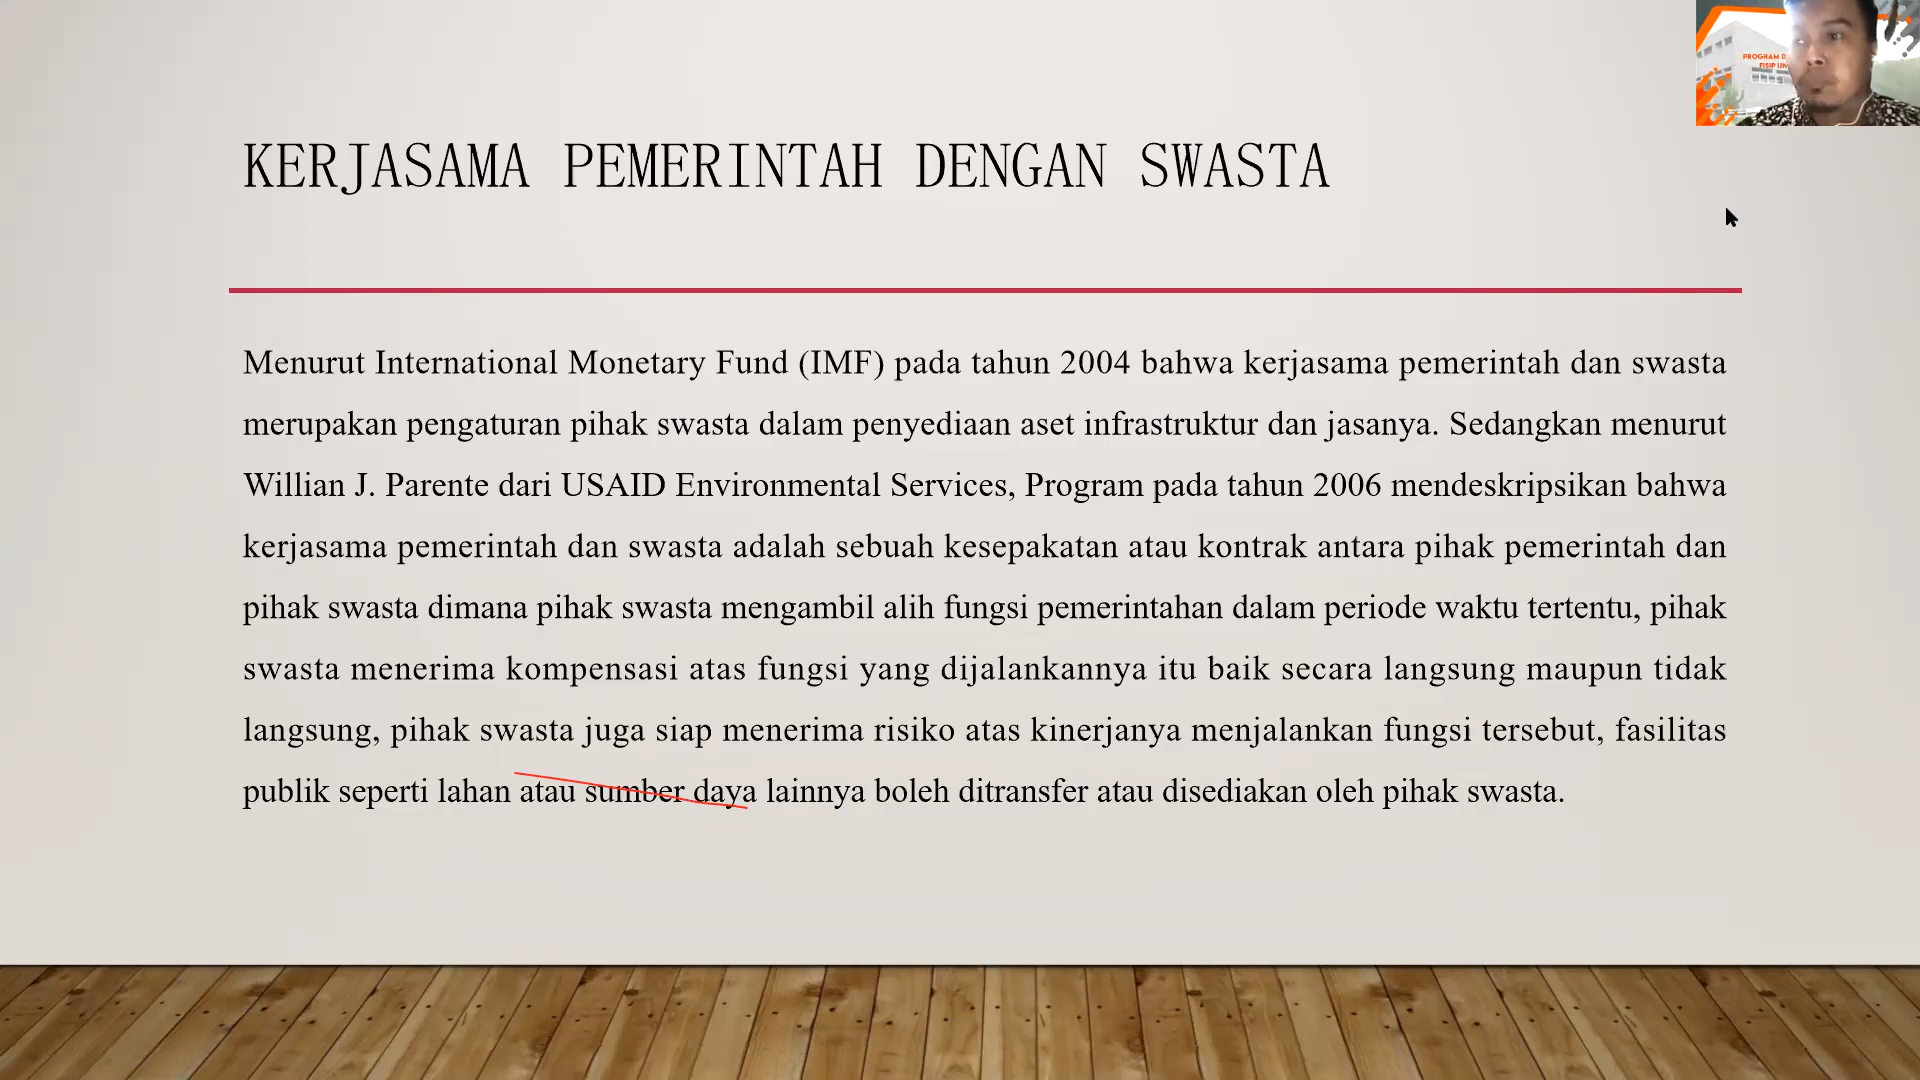 PROGRAM D
FISIP UN
KERJASAMA PEMERINTAH DENGAN SWASTA
Menurut International Monetary Fund (IMF) pada tahun 2004 bahwa kerjasama pemerintah dan swasta
merupakan pengaturan pihak swasta dalam penyediaan aset infrastruktur dan jasanya. Sedangkan menurut
Willian J. Parente dari USAID Environmental Services, Program pada tahun 2006 mendeskripsikan bahwa
kerjasama pemerintah dan swasta adalah sebuah kesepakatan atau kontrak antara pihak pemerintah dan
pihak swasta dimana pihak swasta mengambil alih fungsi pemerintahan dalam periode waktu tertentu, pihak
swasta menerima kompensasi atas fungsi yang dijalankannya itu baik secara langsung maupun tidak
langsung, pihak swasta juga siap menerima risiko atas kinerjanya menjalankan fungsi tersebut, fasilitas
publik seperti lahan atau sumber daya lainnya boleh ditransfer atau disediakan oleh pihak swasta.